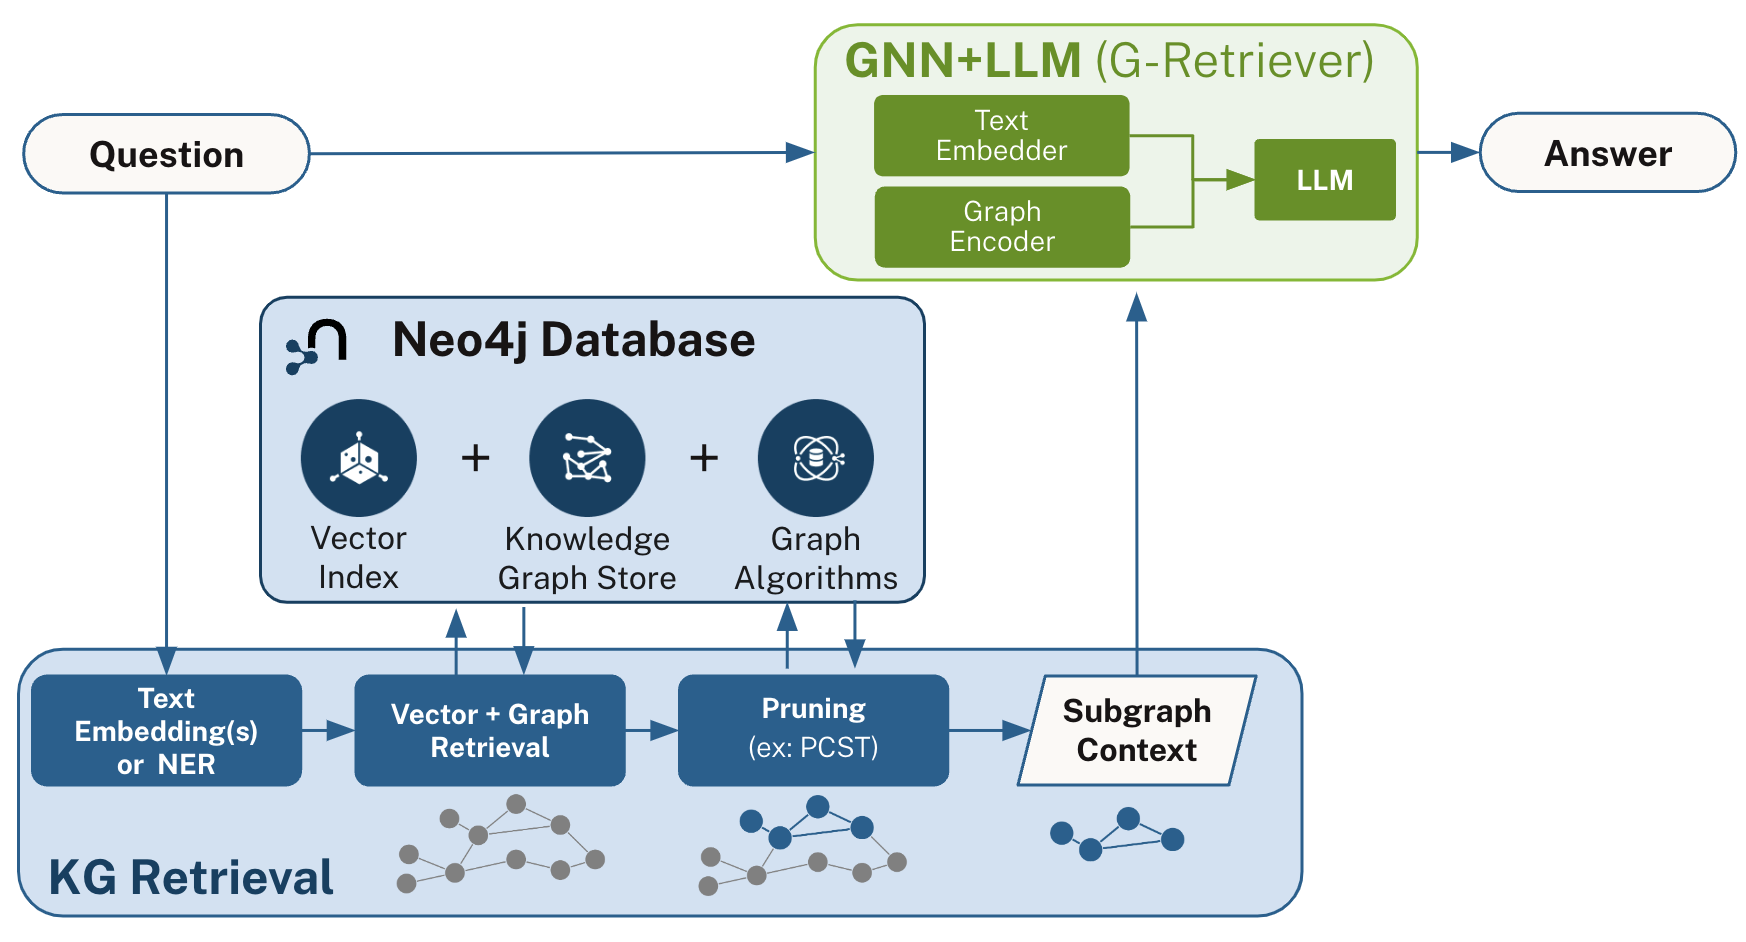 GNN+LLM (G-Retriever)
Text
Embedder
Graph
Encoder
LLM
Question
Answer
Neo4j Database
+
+
Vector
Index
Knowledge
Graph Store
Graph
Algorithms
Text
Embedding(s)
or NER
Vector + Graph
Retrieval
Pruning
(ex: PCST)
Subgraph
Context
KG Retrieval